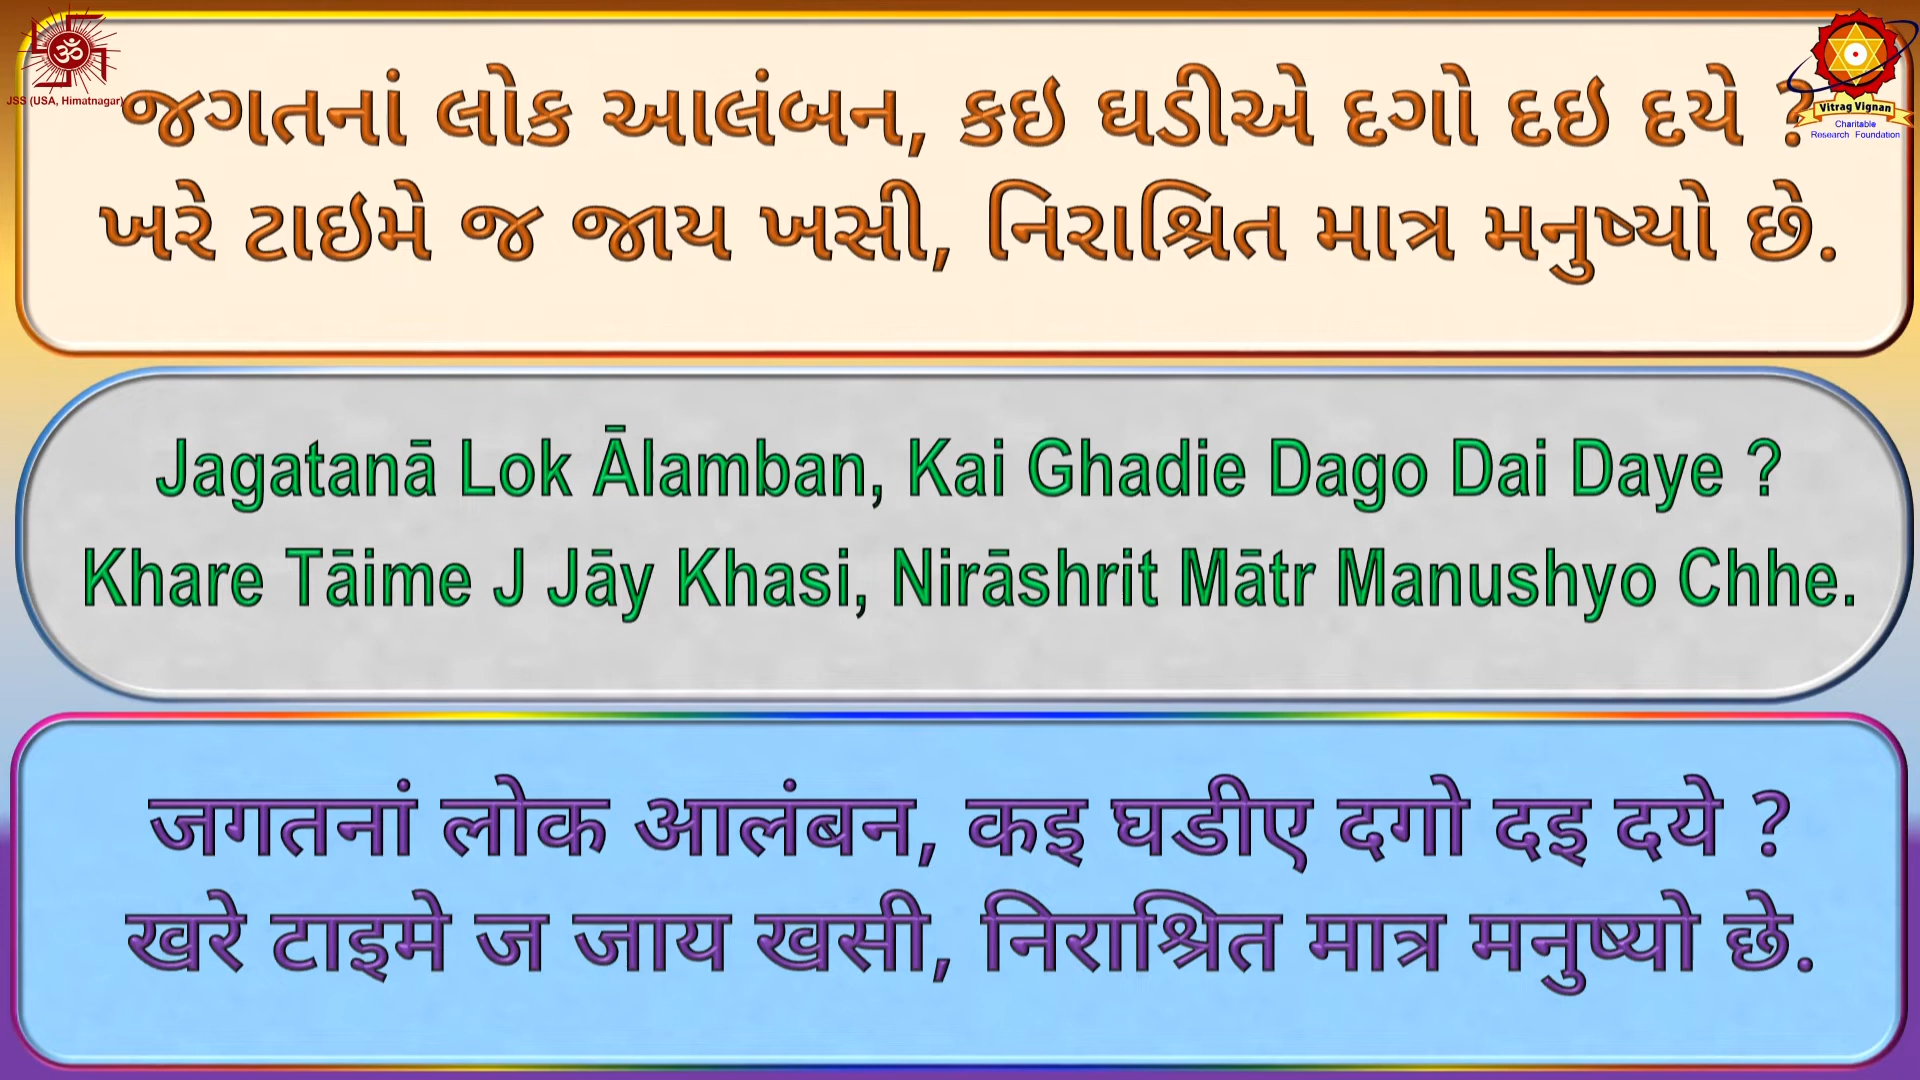 JSS (USA, Himatnagar)
Vitrag Vignan
Charitable
Research Foundation
જગતનાં લોક આલંબન, કઇ ઘડીએ દગો દઇ દયે ?
ખરે ટાઇમે જ જાય ખસી, નિરાશ્રિત માત્ર મનુષ્યો છે.
Jagatanā Lok Ālamban, Kai Ghadie Dago Dai Daye ?
Khare Tāime J Jāy Khasi, Nirāshrit Mātr Manushyo Chhe.
जगतनां लोक आलंबन, कइ घडीए दगो दइ दये ?
खरे टाइमे ज जाय खसी, निराश्रित मात्र मनुष्यो छे.